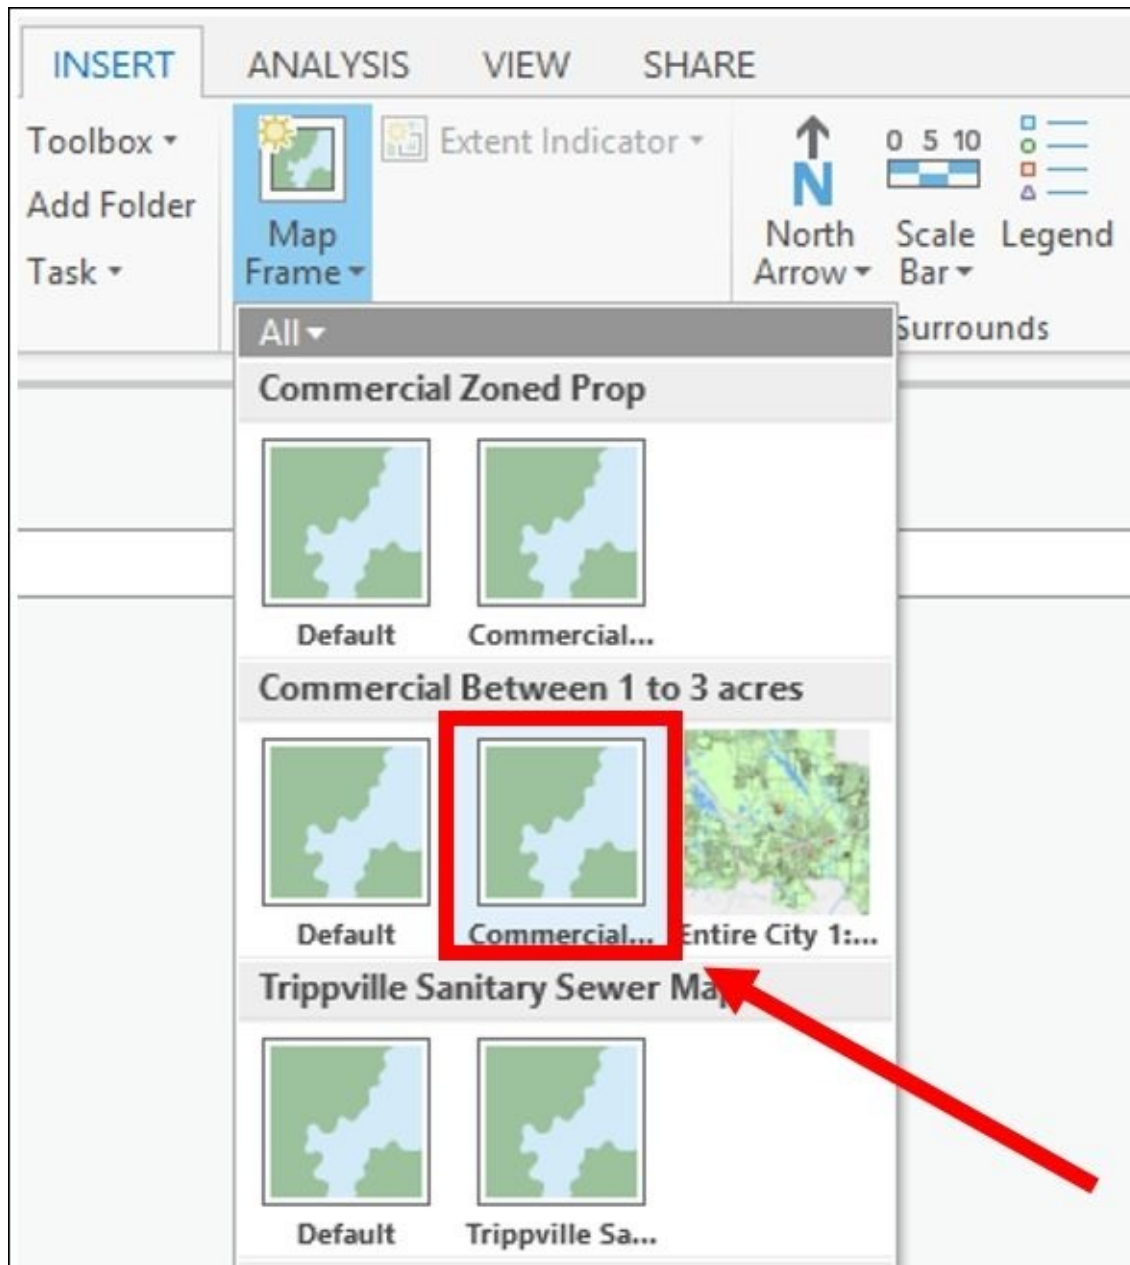 INSERT ANALYSIS VIEW SHARE
Toolbox
Add Folder
Task
Map
Frame
Extent Indicator
N
North
Arrow
0 5 10
Scale
Bar
Legend
Surrounds
All
Commercial Zoned Prop
Default Commercial...
Commercial Between 1 to 3 acres
Default Commercial... Entire City 1:...
Trippville Sanitary Sewer Map
Default Trippville Sa...